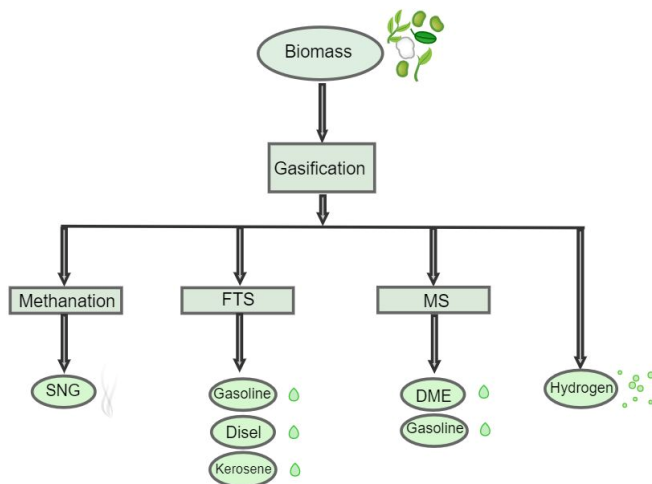 Biomass
Gasification
Methanation
FTS
MS
SNG
Gasoline
DME
Hydrogen
Disel
Gasoline
Kerosene